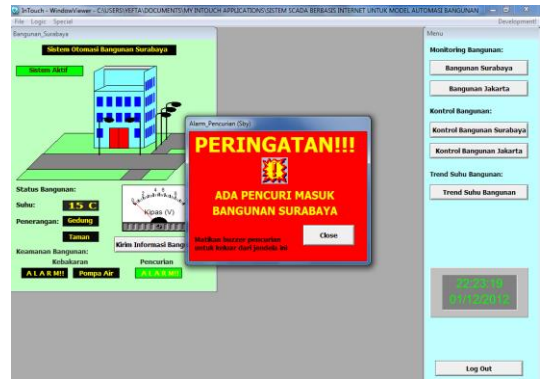 InTouch - WindowViewer - C:\USERS\YEFTA\DOCUMENTS\MY INTOUCH APPLICATIONS\SISTEM SCADA BERBASIS INTERNET UNTUK MODEL AUTOMASI BANGUNAN
File Logic Special
Development!
Bangunan_Surabaya
Sistem Otomasi Bangunan Surabaya
Sistem Aktif
Status Bangunan:
Suhu: 15 C
Penerangan: Gedung
Taman
Kipas (V)
Kirim Informasi Bang
Keamanan Bangunan:
Kebakaran
Pencurian
A L A R M!!
Pompa Air
A L A R M!!
Alarm_Pencurian (Sby)
PERINGATAN!!!
ADA PENCURI MASUK
BANGUNAN SURABAYA
Matikan buzzer pencurian
untuk keluar dari jendela ini
Close
Menu
Monitoring Bangunan:
Bangunan Surabaya
Bangunan Jakarta
Kontrol Bangunan:
Kontrol Bangunan Surabaya
Kontrol Bangunan Jakarta
Trend Suhu Bangunan:
Trend Suhu Bangunan
22:23:19
01/12/2012
Log Out